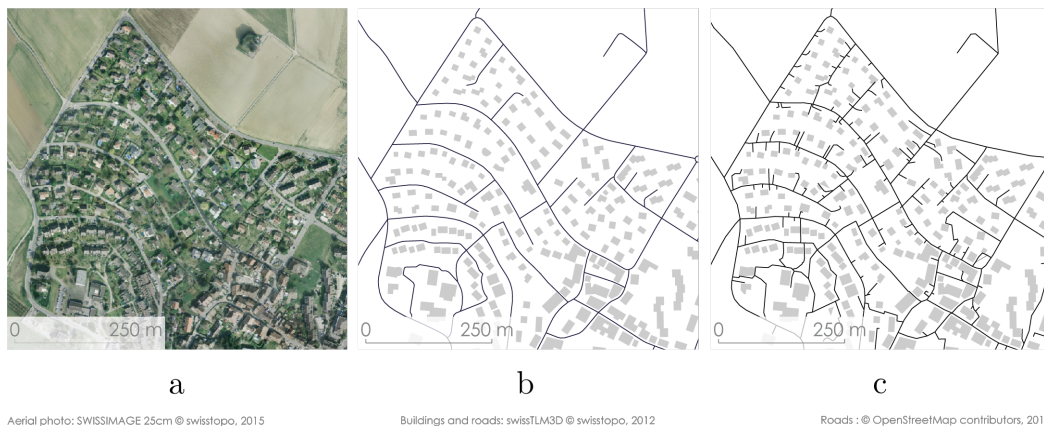 0 250 m
0 250 m
0 250 m
a
b
c
Aerial photo: SWISSIMAGE 25cm © swisstopo, 2015
Buildings and roads: swissTLM3D © swisstopo, 2012
Roads : © OpenStreetMap contributors, 201